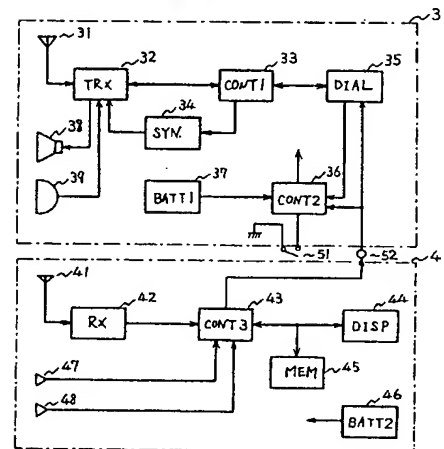 3
31
32
33
35
TRX
CONT1
DIAL
34
38
SYN.
37
36
39
BATT1
CONT2
51
52
4
41
42
43
44
RX
CONT3
DISP
47
45
48
MEM
46
BATT2